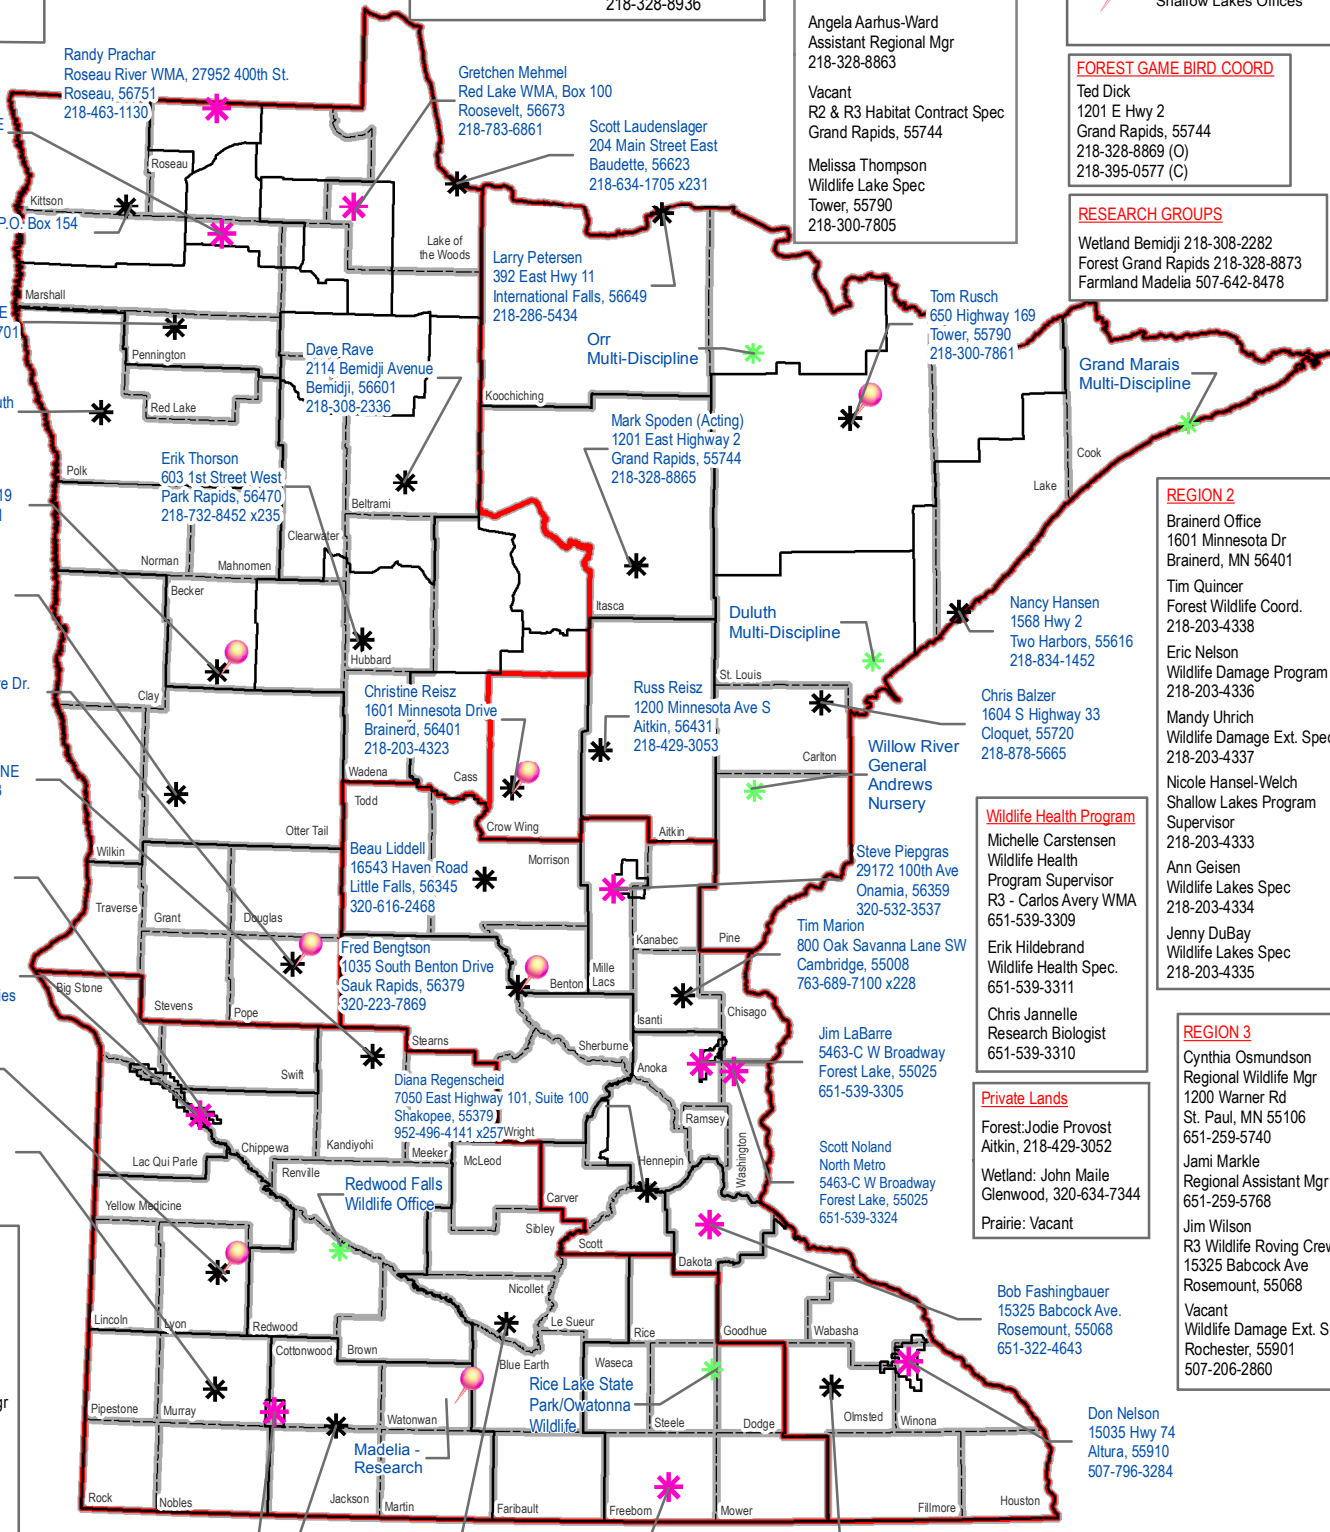 218-328-8936
Shallow Lakes Offices
Angela Aarhus-Ward
Assistant Regional Mgr
218-328-8863
Vacant
R2 & R3 Habitat Contract Spec
Grand Rapids, 55744
Melissa Thompson
Wildlife Lake Spec
Tower, 55790
218-300-7805
FOREST GAME BIRD COORD
Ted Dick
1201 E Hwy 2
Grand Rapids, 55744
218-328-8869 (O)
218-395-0577 (C)
RESEARCH GROUPS
Wetland Bemidji 218-308-2282
Forest Grand Rapids 218-328-8873
Farmland Madelia 507-642-8478
Randy Prachar
Roseau River WMA, 27952 400th St.
Roseau, 56751
218-463-1130
Gretchen Mehmel
Red Lake WMA, Box 100
Roosevelt, 56673
218-783-6861
Scott Laudenslager
204 Main Street East
Baudette, 56623
218-634-1705 x231
E
P.O. Box 154
Roseau
Kittson
Lake of
the Woods
Marshall
Larry Petersen
392 East Hwy 11
International Falls, 56649
218-286-5434
Orr
Multi-Discipline
Tom Rusch
650 Highway 169
Tower, 55790
218-300-7861
Grand Marais
Multi-Discipline
E
701
Pennington
Dave Rave
2114 Bemidji Avenue
Bemidji, 56601
218-308-2336
Koochiching
uth
Red Lake
Mark Spoden (Acting)
1201 East Highway 2
Grand Rapids, 55744
218-328-8865
Cook
Lake
Polk
Erik Thorson
603 1st Street West
Park Rapids, 56470
218-732-8452 x235
Beltrami
Clearwater
19
1
Norman
Mahnomen
Becker
Itasca
Hubbard
Clay
REGION 2
Brainerd Office
1601 Minnesota Dr
Brainerd, MN 56401
Tim Quincer
Forest Wildlife Coord.
218-203-4338
Eric Nelson
Wildlife Damage Program
218-203-4336
Mandy Uhrich
Wildlife Damage Ext. Spec
218-203-4337
Nicole Hansel-Welch
Shallow Lakes Program
Supervisor
218-203-4333
Ann Geisen
Wildlife Lakes Spec
218-203-4334
Jenny DuBay
Wildlife Lakes Spec
218-203-4335
Duluth
Multi-Discipline
Nancy Hansen
1568 Hwy 2
Two Harbors, 55616
218-834-1452
St. Louis
re Dr.
Christine Reisz
1601 Minnesota Drive
Brainerd, 56401
218-203-4323
Russ Reisz
1200 Minnesota Ave S
Aitkin, 56431
218-429-3053
Chris Balzer
1604 S Highway 33
Cloquet, 55720
218-878-5665
Carlton
Willow River
General
Andrews
Nursery
NE
Wadena
Cass
Todd
Crow Wing
Aitkin
Otter Tail
Wilkin
Morrison
Wildlife Health Program
Michelle Carstensen
Wildlife Health
Program Supervisor
R3 - Carlos Avery WMA
651-539-3309
Erik Hildebrand
Wildlife Health Spec.
651-539-3311
Chris Jannelle
Research Biologist
651-539-3310
Beau Liddell
16543 Haven Road
Little Falls, 56345
320-616-2468
Steve Piepgras
29172 100th Ave
Onamia, 56359
320-532-3537
Traverse
Grant
Douglas
Tim Marion
800 Oak Savanna Lane SW
Cambridge, 55008
763-689-7100 x228
Kanabec
Pine
Fred Bengtson
1035 South Benton Drive
Sauk Rapids, 56379
320-223-7869
Mille
Lacs
Benton
Big Stone
ies
Stevens
Pope
Isanti
Chisago
Stearns
Sherburne
Anoka
Jim LaBarre
5463-C W Broadway
Forest Lake, 55025
651-539-3305
Swift
Diana Regenscheid
7050 East Highway 101, Suite 100
Shakopee, 55379
952-496-4141 x257
Wright
Ramsey
Washington
REGION 3
Cynthia Osmundson
Regional Wildlife Mgr
1200 Warner Rd
St. Paul, MN 55106
651-259-5740
Jami Markle
Regional Assistant Mgr
651-259-5768
Jim Wilson
R3 Wildlife Roving Crew
15325 Babcock Ave
Rosemount, 55068
Vacant
Wildlife Damage Ext. S
Rochester, 55901
507-206-2860
Private Lands
Forest:Jodie Provost
Aitkin, 218-429-3052
Wetland: John Maile
Glenwood, 320-634-7344
Prairie: Vacant
Chippewa
Kandiyohi
Meeker
Lac Qui Parle
Renville
McLeod
Hennepin
Scott Noland
North Metro
5463-C W Broadway
Forest Lake, 55025
651-539-3324
Redwood Falls
Wildlife Office
Yellow Medicine
Carver
Sibley
Scott
Dakota
Nicollet
Le Sueur
Lincoln
Lyon
Redwood
Brown
Cottonwood
Rice
Goodhue
Wabasha
Bob Fashingbauer
15325 Babcock Ave.
Rosemount, 55068
651-322-4643
Blue Earth
Waseca
Rice Lake State
Park/Owatonna
Wildlife
gr
Pipestone
Murray
Watonwan
Steele
Dodge
Olmsted
Winona
Don Nelson
15035 Hwy 74
Altura, 55910
507-796-3284
Madelia -
Research
Rock
Nobles
Jackson
Martin
Faribault
Freeborn
Mower
Fillmore
Houston